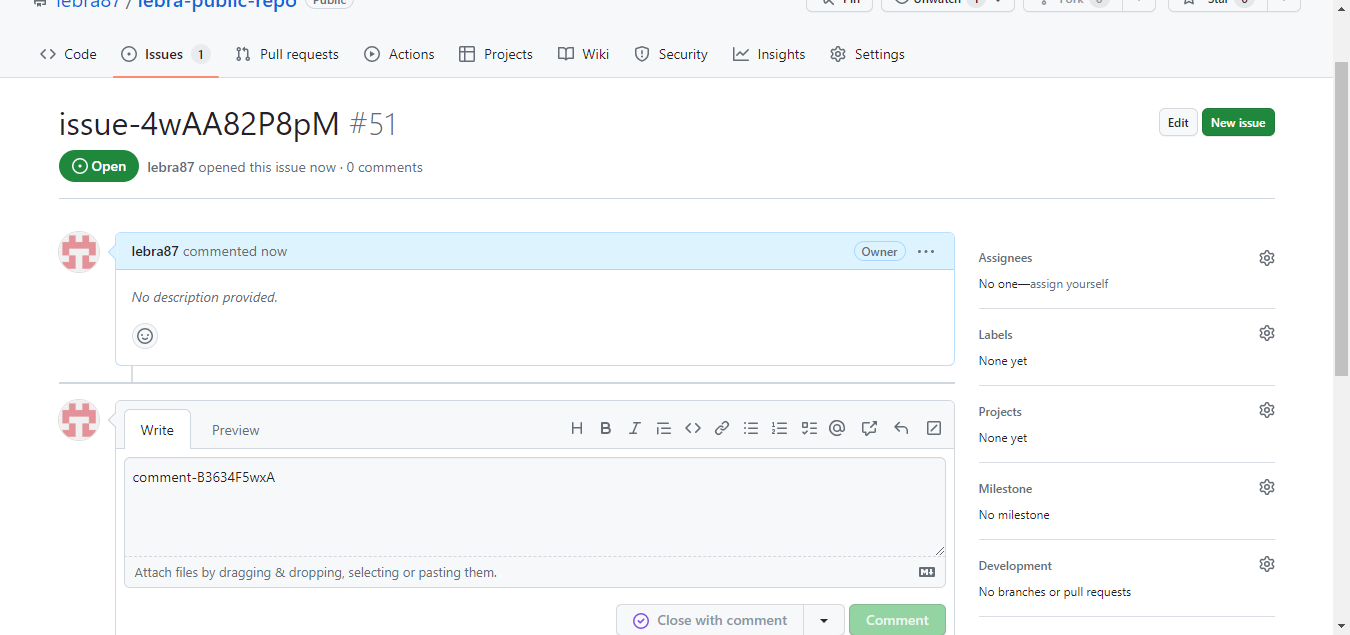 lebra87 / lebra-public-repo Public Pin Unwatch 1 Fork 0 Star 0
Code Issues 1 Pull requests Actions Projects Wiki Security Insights Settings
issue-4wAA82P8pM #51 Edit New issue
Open lebra87 opened this issue now · 0 comments
lebra87 commented now Owner
No description provided.
Assignees
No one—assign yourself
Labels
None yet
Projects
None yet
Milestone
No milestone
Development
No branches or pull requests
Write Preview
comment-B3634F5wxA
Attach files by dragging & dropping, selecting or pasting them.
Close with comment Comment